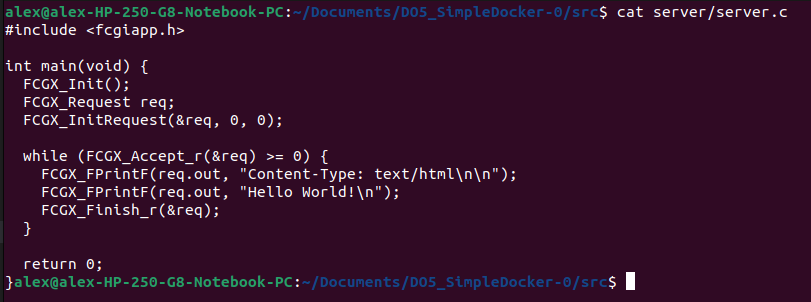 alex@alex-HP-250-G8-Notebook-PC:~/Documents/DO5_SimpleDocker-0/src$ cat server/server.c
#include <fcgiapp.h>
int main(void) {
  FCGX_Init();
  FCGX_Request req;
  FCGX_InitRequest(&req, 0, 0);
  while (FCGX_Accept_r(&req) >= 0) {
    FCGX_FPrintF(req.out, "Content-Type: text/html\n\n");
    FCGX_FPrintF(req.out, "Hello World!\n");
    FCGX_Finish_r(&req);
  }
  return 0;
}alex@alex-HP-250-G8-Notebook-PC:~/Documents/DO5_SimpleDocker-0/src$